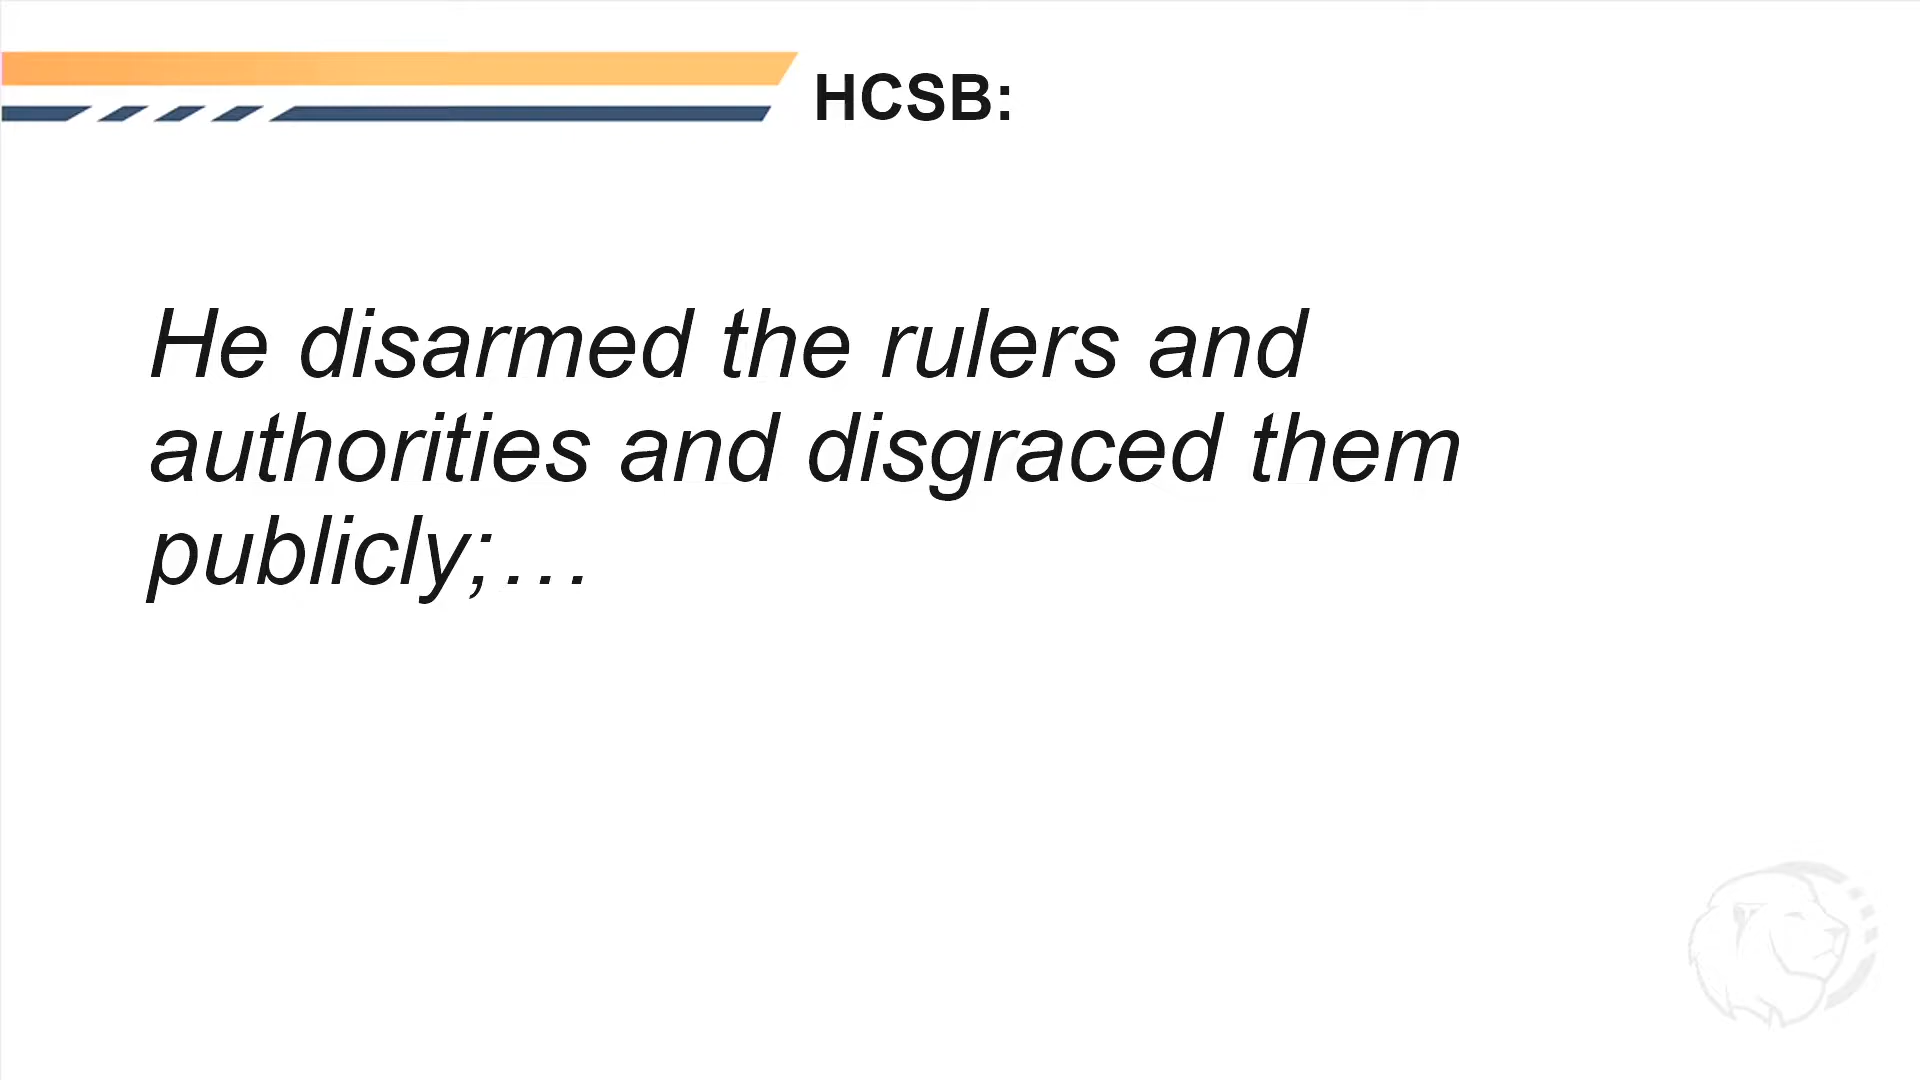 HCSB:
He disarmed the rulers and
authorities and disgraced them
publicly;…